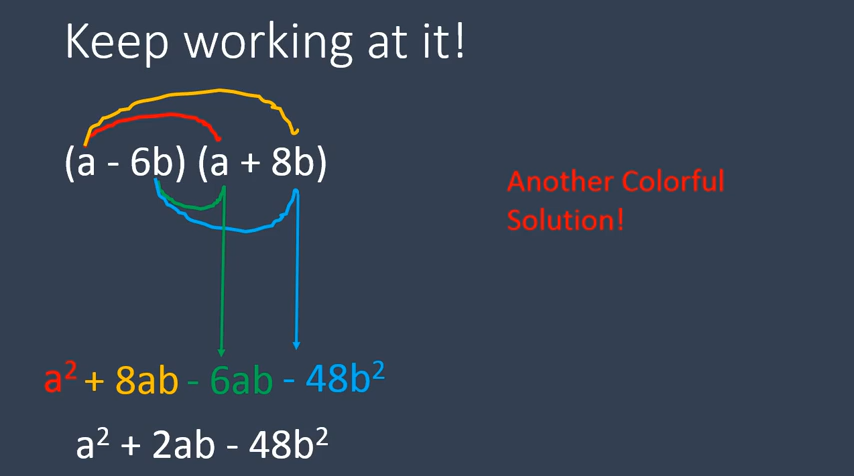 Keep working at it!
(a - 6b) (a + 8b)
Another Colorful
Solution!
a² + 8ab - 6ab - 48b²
a² + 2ab - 48b²